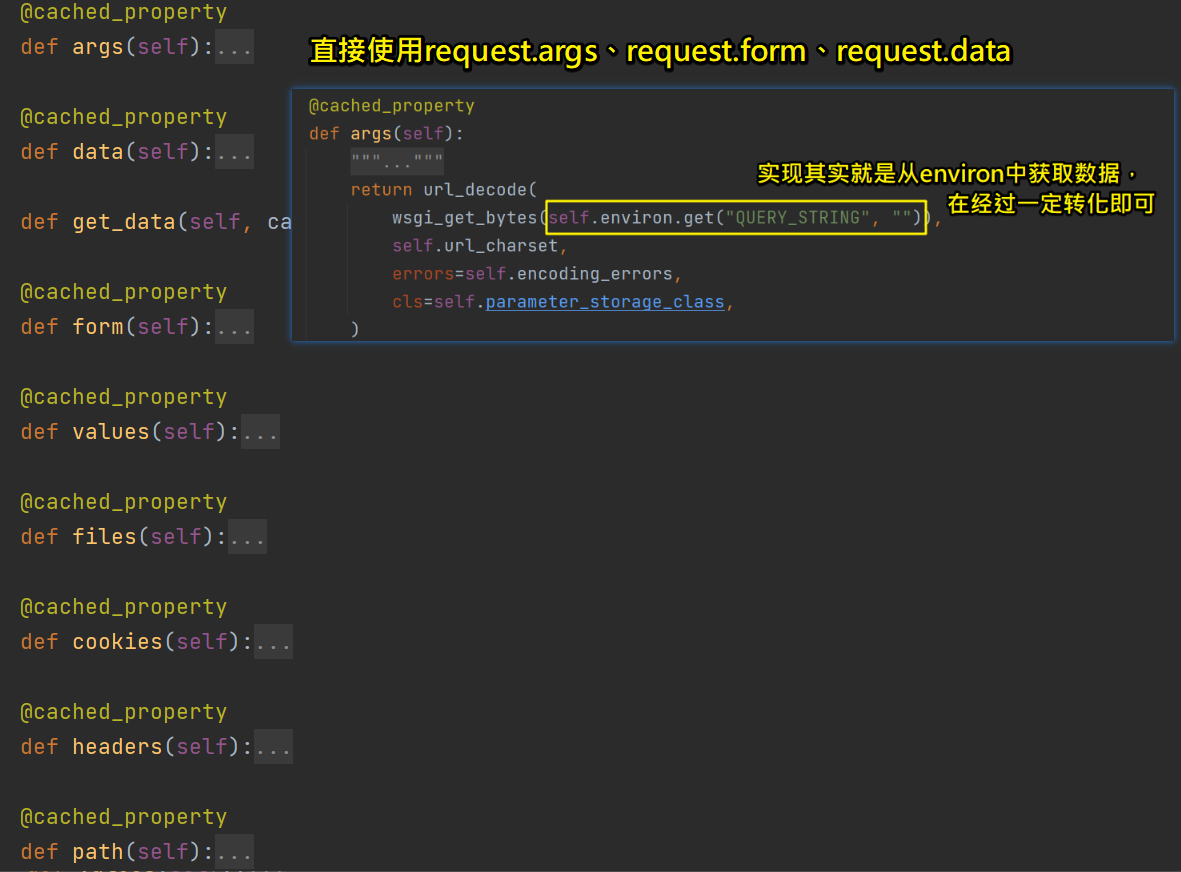 @cached_property
def args(self):...
直接使用request.args、request.form、request.data
@cached_property
def data(self):...
def get_data(self, ca
@cached_property
def form(self):...
@cached_property
def values(self):...
@cached_property
def files(self):...
@cached_property
def cookies(self):...
@cached_property
def headers(self):...
@cached_property
def path(self):...
@cached_property
def args(self):
"""..."""
return url_decode(
wsgi_get_bytes(self.environ.get("QUERY_STRING", "")),
self.url_charset,
errors=self.encoding_errors,
cls=self.parameter_storage_class,
)
实现其实就是从environ中获取数据，
在经过一定转化即可